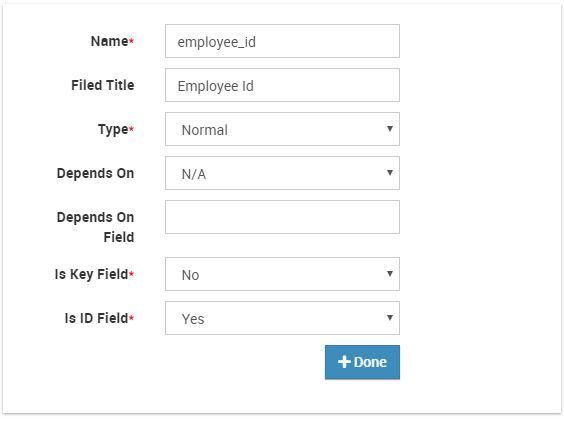 Name* employee_id
Filed Title Employee Id
Type* Normal
Depends On N/A
Depends On
Field
Is Key Field* No
Is ID Field* Yes
Done